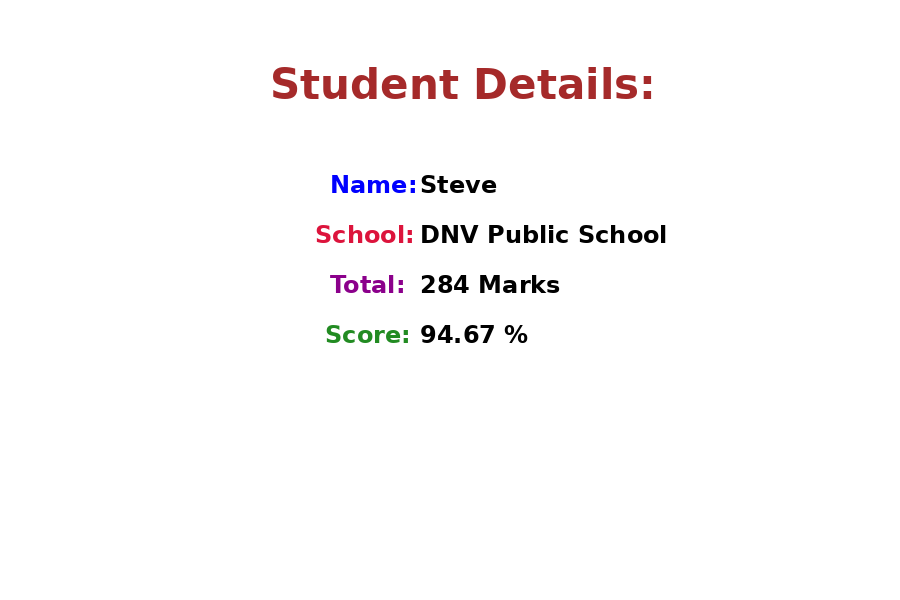 Student Details:
Name: Steve
School: DNV Public School
Total: 284 Marks
Score: 94.67 %